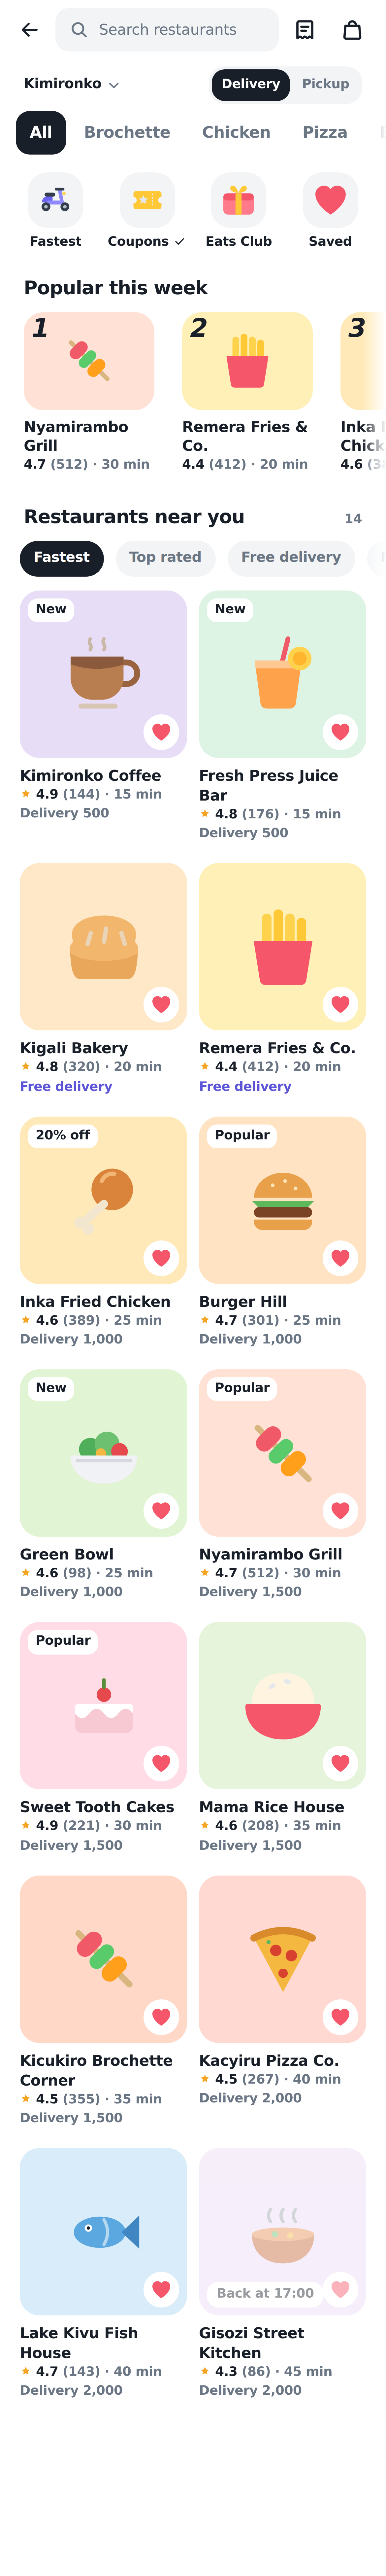 Search restaurants
Kimironko
Delivery
Pickup
All
Brochette
Chicken
Pizza
Fastest
Coupons ✓
Eats Club
Saved
Popular this week
1
2
3
Nyamirambo
Grill
4.7 (512) · 30 min
Remera Fries &
Co.
4.4 (412) · 20 min
Inka
Chick
4.6
Restaurants near you
14
Fastest
Top rated
Free delivery
New
Kimironko Coffee
4.9 (144) · 15 min
Delivery 500
New
Fresh Press Juice
Bar
4.8 (176) · 15 min
Delivery 500
Kigali Bakery
4.8 (320) · 20 min
Free delivery
Remera Fries & Co.
4.4 (412) · 20 min
Free delivery
20% off
Inka Fried Chicken
4.6 (389) · 25 min
Delivery 1,000
Popular
Burger Hill
4.7 (301) · 25 min
Delivery 1,000
New
Green Bowl
4.6 (98) · 25 min
Delivery 1,000
Popular
Nyamirambo Grill
4.7 (512) · 30 min
Delivery 1,500
Popular
Sweet Tooth Cakes
4.9 (221) · 30 min
Delivery 1,500
Mama Rice House
4.6 (208) · 35 min
Delivery 1,500
Kicukiro Brochette
Corner
4.5 (355) · 35 min
Delivery 1,500
Kacyiru Pizza Co.
4.5 (267) · 40 min
Delivery 2,000
Lake Kivu Fish
House
4.7 (143) · 40 min
Delivery 2,000
Back at 17:00
Gisozi Street
Kitchen
4.3 (86) · 45 min
Delivery 2,000